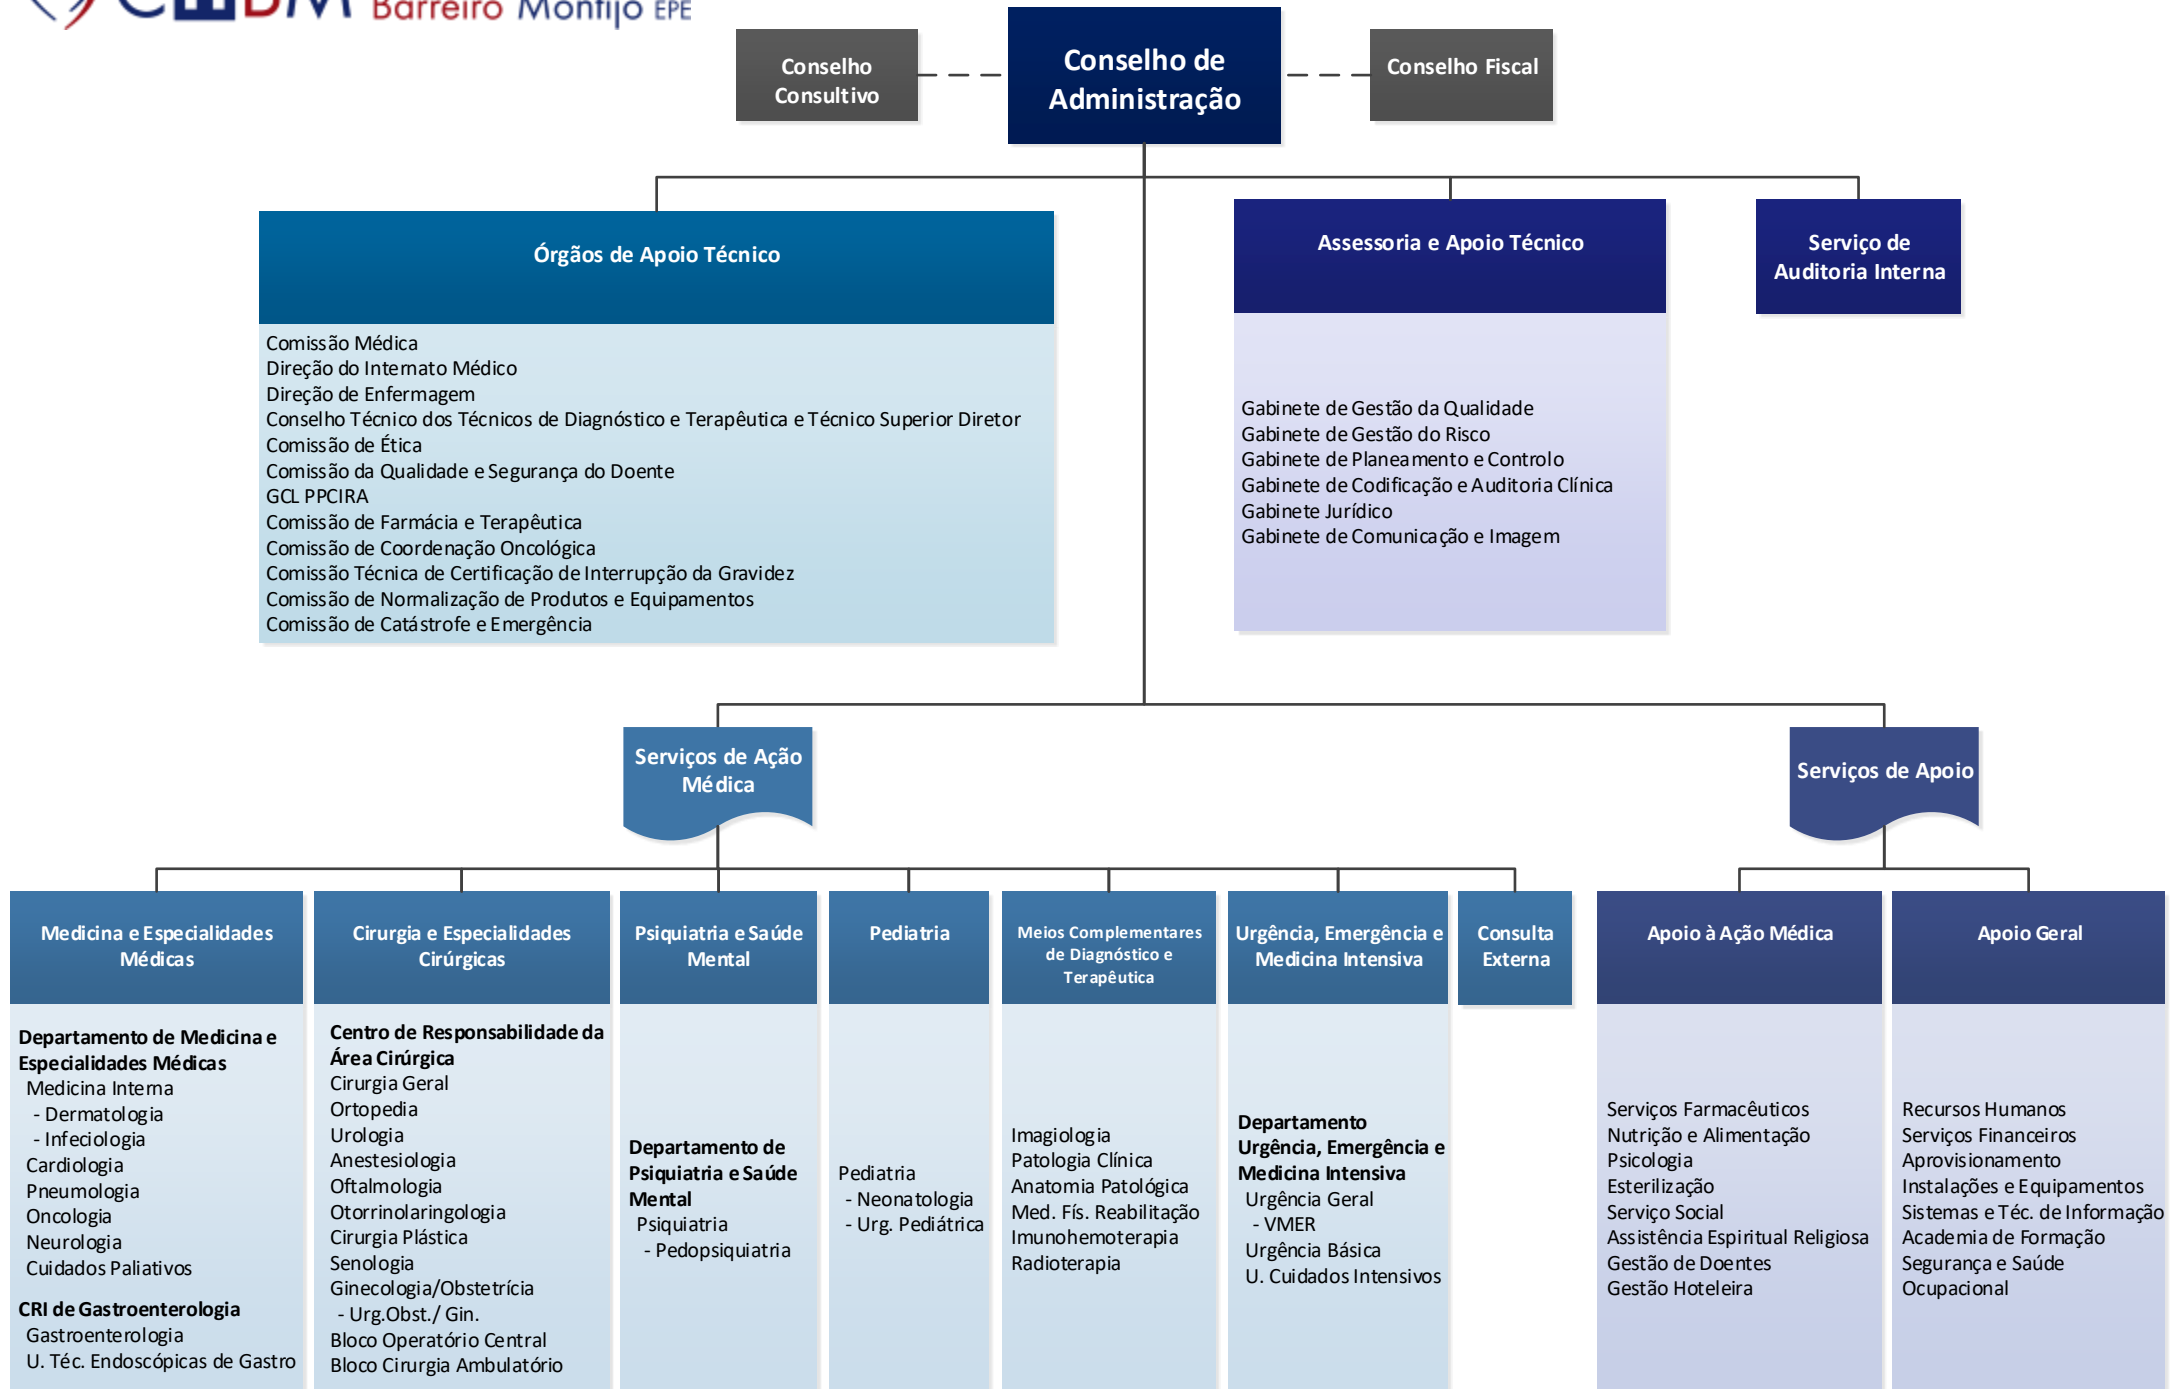 CHBM Barreiro Montijo EPE
Conselho
Consultivo
Conselho de
Administração
Conselho Fiscal
Órgãos de Apoio Técnico
Comissão Médica
Direção do Internato Médico
Direção de Enfermagem
Conselho Técnico dos Técnicos de Diagnóstico e Terapêutica e Técnico Superior Diretor
Comissão de Ética
Comissão da Qualidade e Segurança do Doente
GCL PPCIRA
Comissão de Farmácia e Terapêutica
Comissão de Coordenação Oncológica
Comissão Técnica de Certificação de Interrupção da Gravidez
Comissão de Normalização de Produtos e Equipamentos
Comissão de Catástrofe e Emergência
Assessoria e Apoio Técnico
Gabinete de Gestão da Qualidade
Gabinete de Gestão do Risco
Gabinete de Planeamento e Controlo
Gabinete de Codificação e Auditoria Clínica
Gabinete Jurídico
Gabinete de Comunicação e Imagem
Serviço de
Auditoria Interna
Serviços de Ação
Médica
Serviços de Apoio
Medicina e Especialidades
Médicas
Departamento de Medicina e
Especialidades Médicas
Medicina Interna
- Dermatologia
- Infeciologia
Cardiologia
Pneumologia
Oncologia
Neurologia
Cuidados Paliativos
CRI de Gastroenterologia
Gastroenterologia
U. Téc. Endoscópicas de Gastro
Cirurgia e Especialidades
Cirúrgicas
Centro de Responsabilidade da
Área Cirúrgica
Cirurgia Geral
Ortopedia
Urologia
Anestesiologia
Oftalmologia
Otorrinolaringologia
Cirurgia Plástica
Senologia
Ginecologia/Obstetrícia
- Urg.Obst./ Gin.
Bloco Operatório Central
Bloco Cirurgia Ambulatório
Psiquiatria e Saúde
Mental
Departamento de
Psiquiatria e Saúde
Mental
Psiquiatria
- Pedopsiquiatria
Pediatria
Pediatria
- Neonatologia
- Urg. Pediátrica
Meios Complementares
de Diagnóstico e
Terapêutica
Imagiologia
Patologia Clínica
Anatomia Patológica
Med. Fís. Reabilitação
Imunohemoterapia
Radioterapia
Urgência, Emergência e
Medicina Intensiva
Departamento
Urgência, Emergência e
Medicina Intensiva
Urgência Geral
- VMER
Urgência Básica
U. Cuidados Intensivos
Consulta
Externa
Apoio à Ação Médica
Serviços Farmacêuticos
Nutrição e Alimentação
Psicologia
Esterilização
Serviço Social
Assistência Espiritual Religiosa
Gestão de Doentes
Gestão Hoteleira
Apoio Geral
Recursos Humanos
Serviços Financeiros
Aprovisionamento
Instalações e Equipamentos
Sistemas e Téc. de Informação
Academia de Formação
Segurança e Saúde
Ocupacional